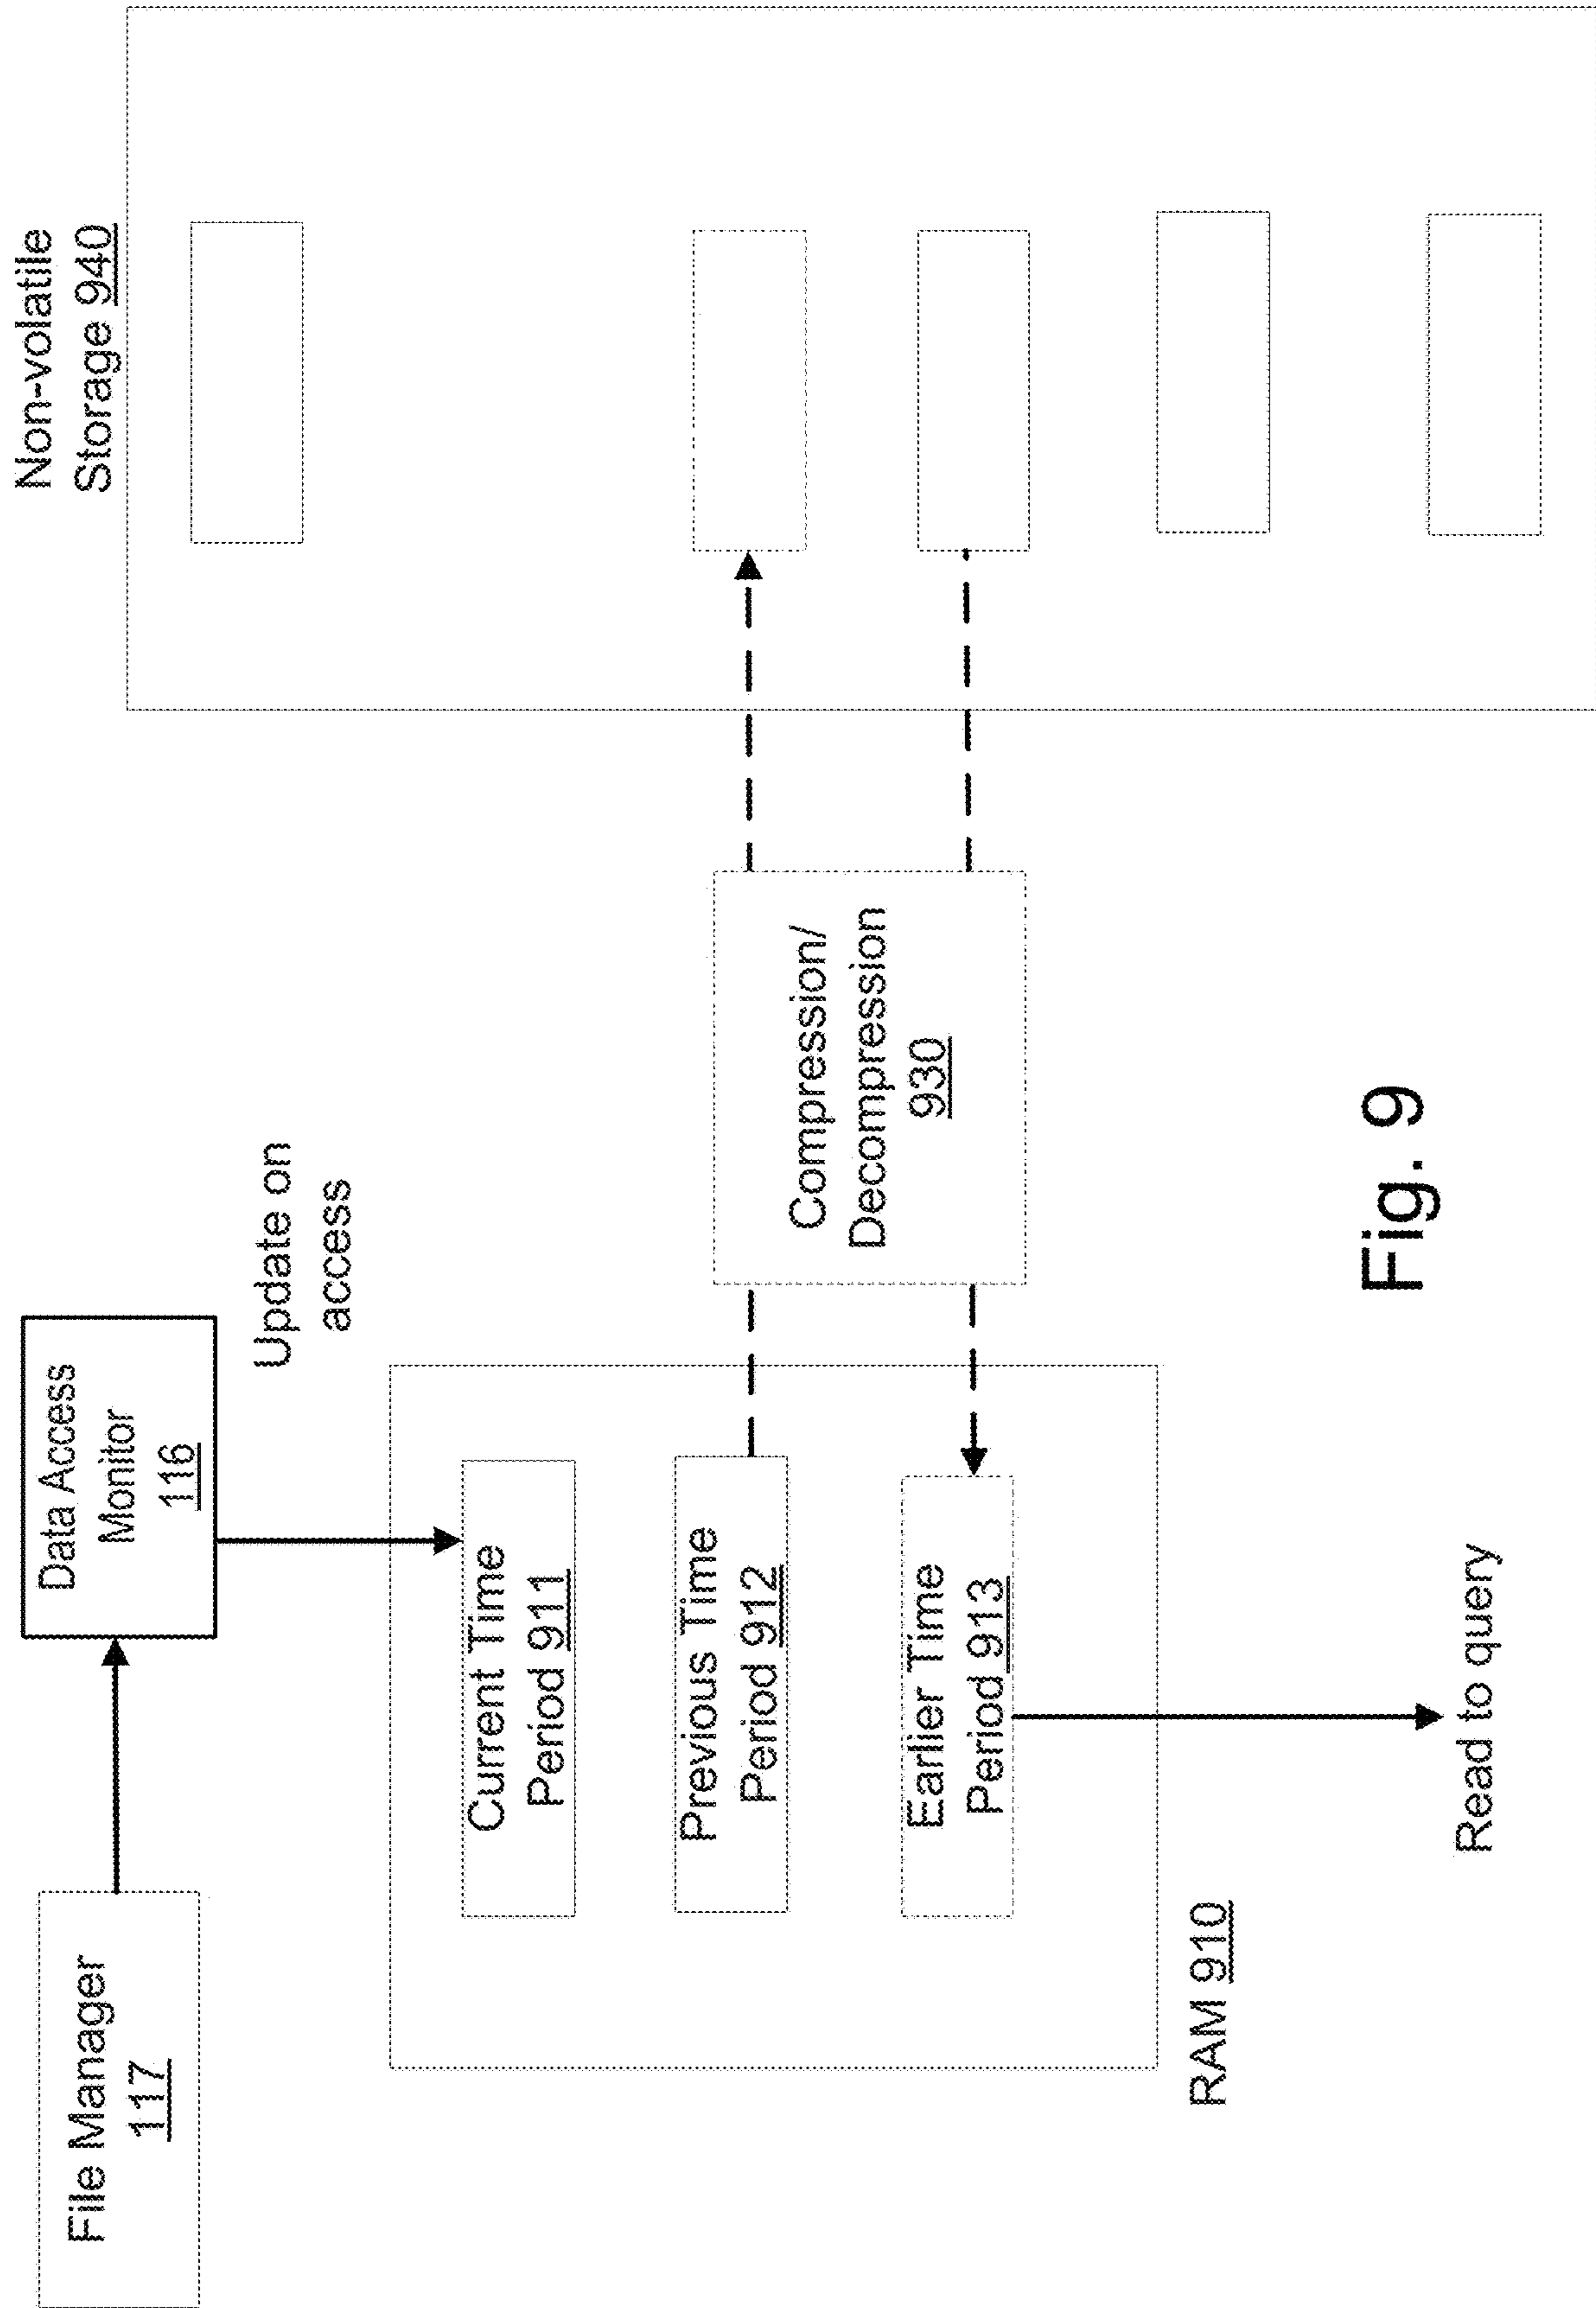 File Manager
117
Data Access
Monitor
116
Update on
access
Non-volatile
Storage 940
Current Time
Period 911
Previous Time
Period 912
Earlier Time
Period 913
Compression/
Decompression
930
RAM 910
Read to query
Fig. 9